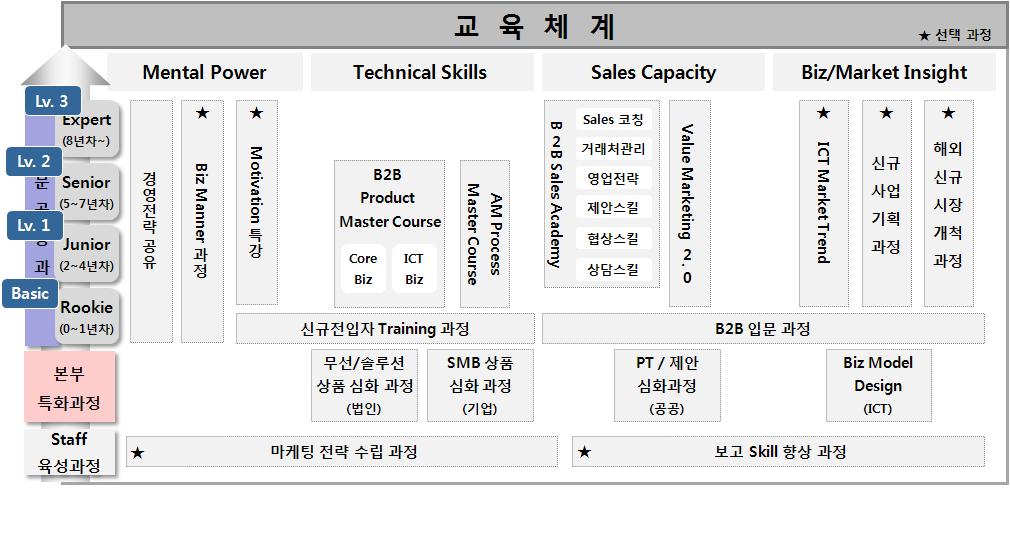 교 육 체 계
★ 선택 과정
Mental Power
Technical Skills
Sales Capacity
Biz/Market Insight
Lv. 3
Expert
(8년차~)
Lv. 2
Senior
(5~7년차)
Lv. 1
Junior
(2~4년차)
Basic
Rookie
(0~1년차)
문
공
통
과
경영전략 공유
★
Biz Manner 과정
★
Motivation 특강
B2B
Product
Master Course
Core
Biz
ICT
Biz
AM Process
Master Course
B2B Sales Academy
Sales 코칭
거래처관리
영업전략
제안스킬
협상스킬
상담스킬
Value Marketing 2.0
★
ICT Market Trend
★
신규
사업
기획
과정
★
해외
신규
시장
개척
과정
신규전입자 Training 과정
B2B 입문 과정
본부
특화과정
무선/솔루션
상품 심화 과정
(법인)
SMB 상품
심화 과정
(기업)
PT / 제안
심화과정
(공공)
Biz Model
Design
(ICT)
Staff
육성과정
★ 마케팅 전략 수립 과정
★ 보고 Skill 향상 과정